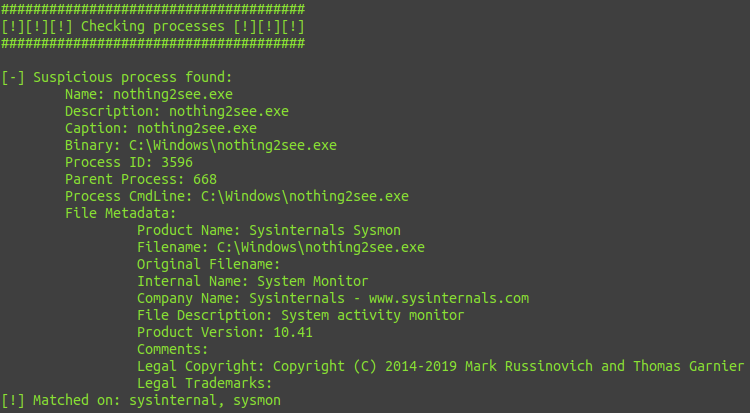 ######################################
[!][!][!] Checking processes [!][!][!]
######################################
[-] Suspicious process found:
Name: nothing2see.exe
Description: nothing2see.exe
Caption: nothing2see.exe
Binary: C:\Windows\nothing2see.exe
Process ID: 3596
Parent Process: 668
Process CmdLine: C:\Windows\nothing2see.exe
File Metadata:
Product Name: Sysinternals Sysmon
Filename: C:\Windows\nothing2see.exe
Original Filename:
Internal Name: System Monitor
Company Name: Sysinternals - www.sysinternals.com
File Description: System activity monitor
Product Version: 10.41
Comments:
Legal Copyright: Copyright (C) 2014-2019 Mark Russinovich and Thomas Garnier
Legal Trademarks:
[!] Matched on: sysinternal, sysmon